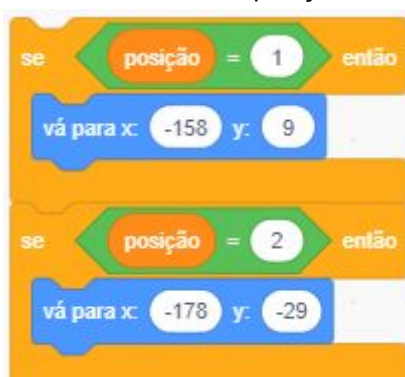 se posição = 1 então
vá para x: -158 y: 9
se posição = 2 então
vá para x: -178 y: -29